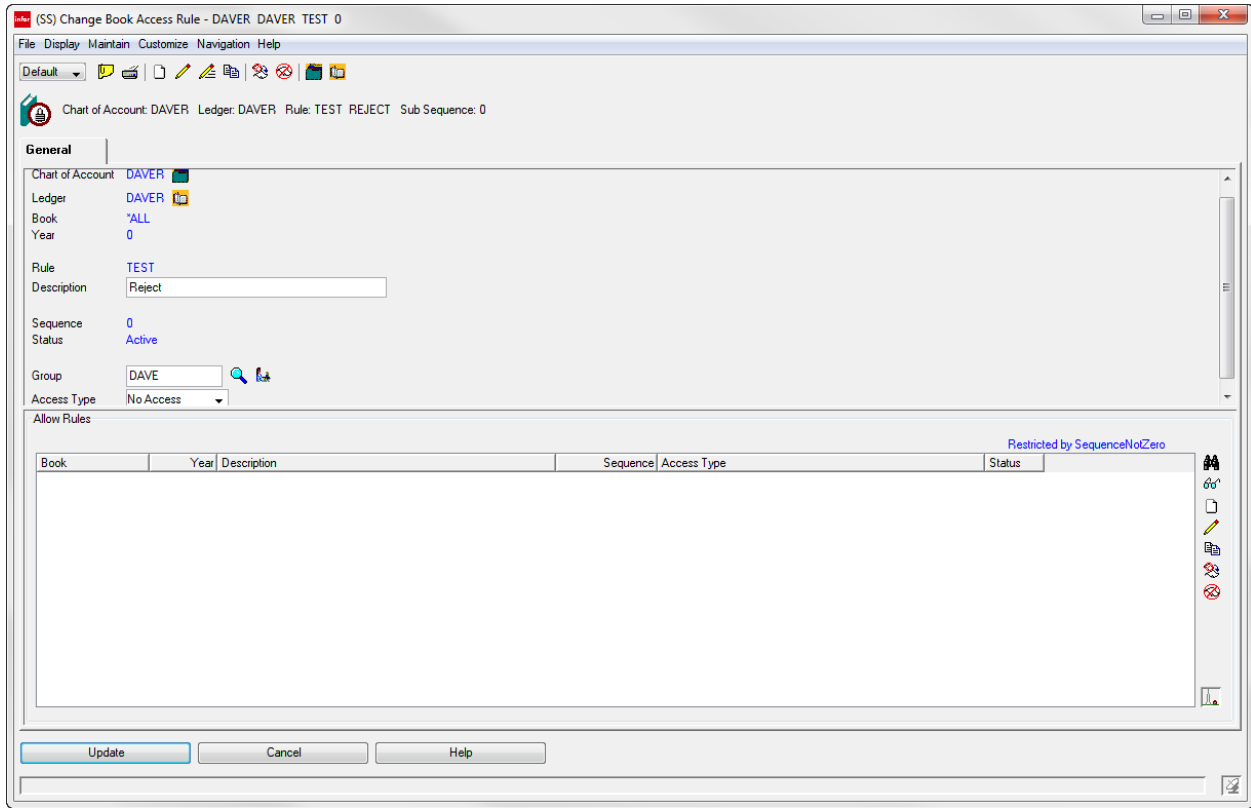 infor (SS) Change Book Access Rule - DAVER DAVER TEST 0
File Display Maintain Customize Navigation Help
Default
Chart of Account: DAVER Ledger: DAVER Rule: TEST REJECT Sub Sequence: 0
General
Chart of Account DAVER
Ledger DAVER
Book *ALL
Year 0
Rule TEST
Description Reject
Sequence 0
Status Active
Group DAVE
Access Type No Access
Allow Rules
Restricted by SequenceNotZero
Book Year Description Sequence Access Type Status
Update Cancel Help